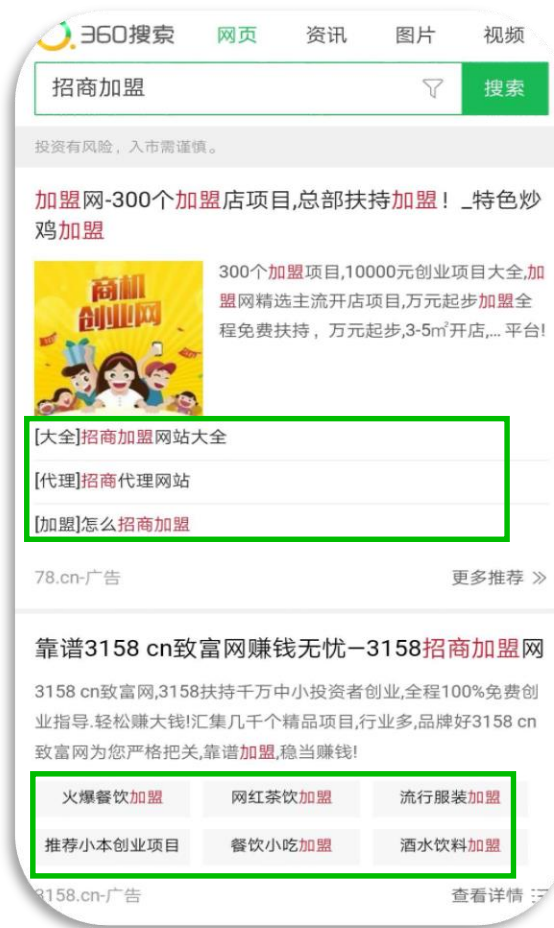 360搜索 网页 资讯 图片 视频
招商加盟 搜索
投资有风险，入市需谨慎。
加盟网-300个加盟店项目,总部扶持加盟！_特色炒
鸡加盟
商机
创业网
300个加盟项目,10000元创业项目大全,加
盟网精选主流开店项目,万元起步加盟全
程免费扶持，万元起步,3-5㎡开店,... 平台!
[大全]招商加盟网站大全
[代理]招商代理网站
[加盟]怎么招商加盟
78.cn-广告 更多推荐
靠谱3158 cn致富网赚钱无忧—3158招商加盟网
3158 cn致富网,3158扶持千万中小投资者创业,全程100%免费创
业指导.轻松赚大钱!汇集几千个精品项目,行业多,品牌好3158 cn
致富网为您严格把关,靠谱加盟,稳当赚钱!
火爆餐饮加盟 网红茶饮加盟 流行服装加盟
推荐小本创业项目 餐饮小吃加盟 酒水饮料加盟
3158.cn-广告 查看详情